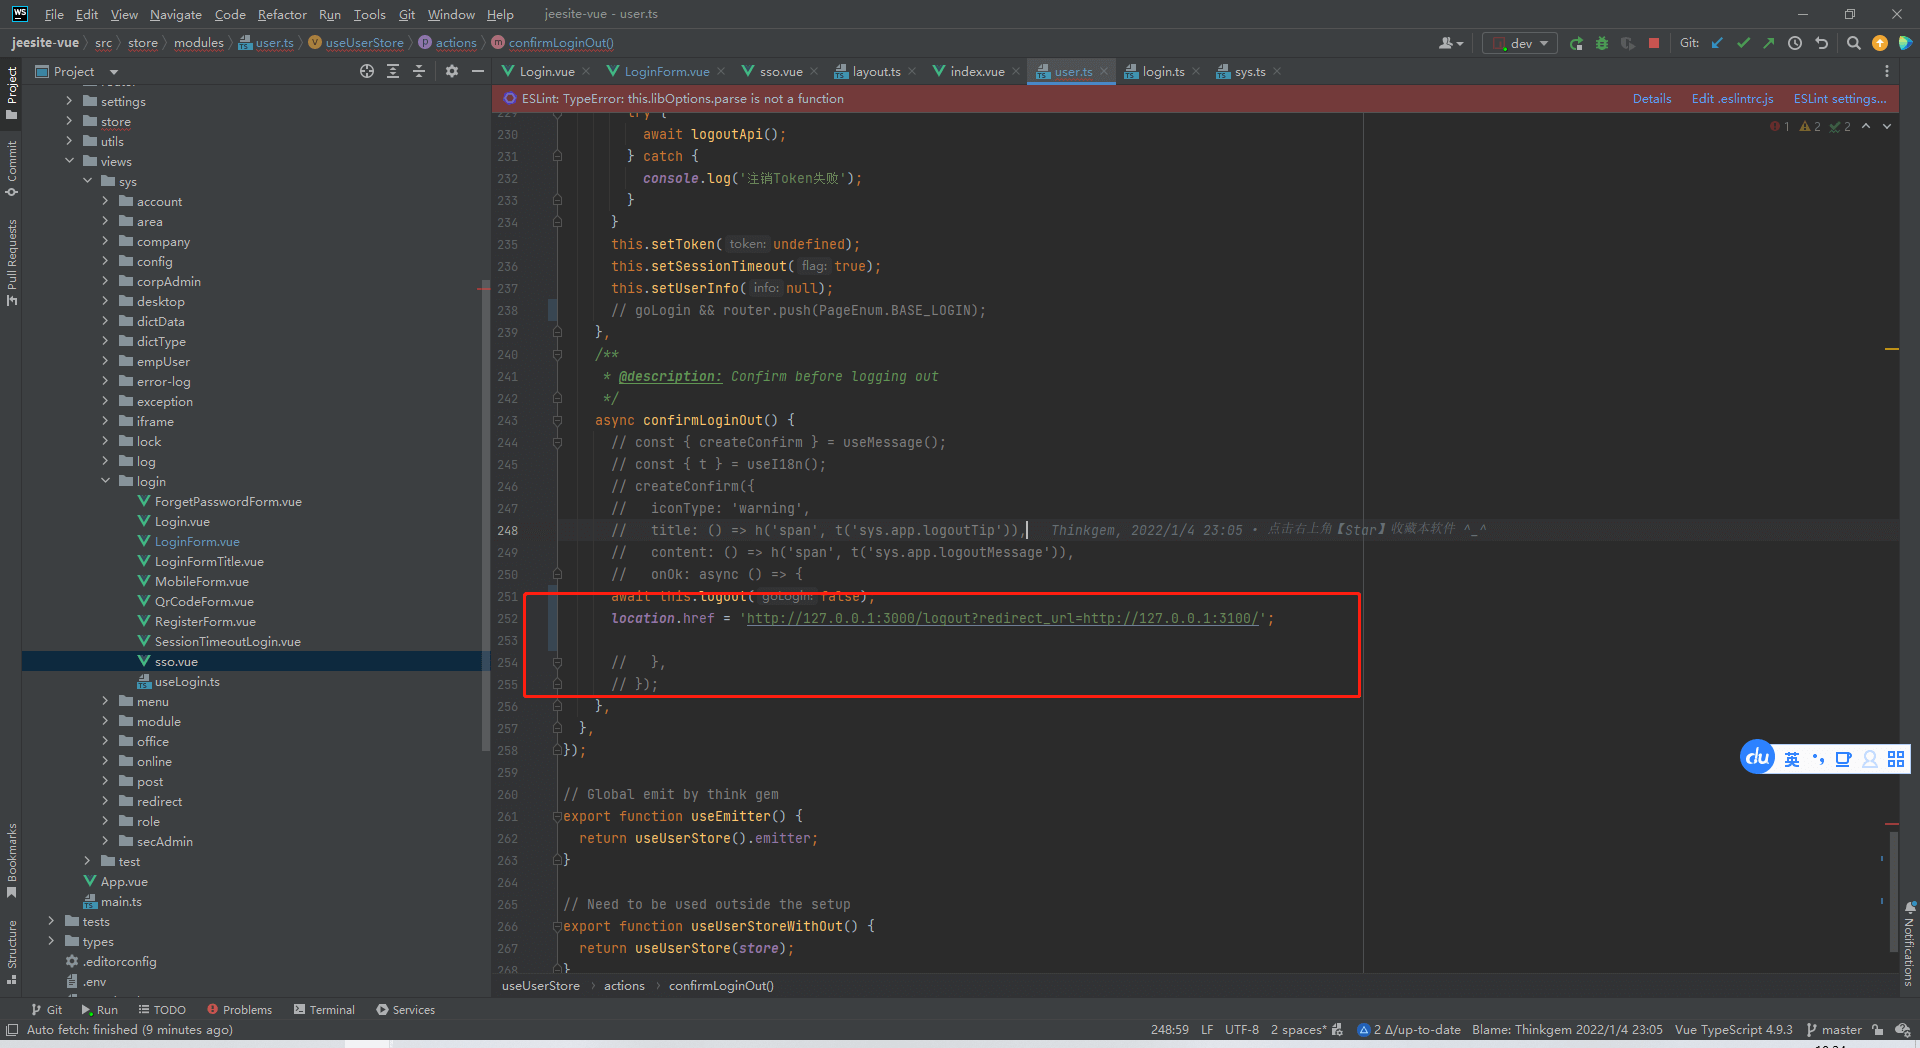 WS File Edit View Navigate Code Refactor Run Tools Git Window Help jeesite-vue - user.ts
jeesite-vue src store modules user.ts useUserStore actions confirmLoginOut() dev Git:
Project
Login.vue LoginForm.vue sso.vue layout.ts index.vue user.ts login.ts sys.ts
ESLint: TypeError: this.libOptions.parse is not a function Details Edit .eslintrc.js ESLint settings...
Project
Commit
Pull Requests
Bookmarks
Structure
settings
store
utils
views
sys
account
area
company
config
corpAdmin
desktop
dictData
dictType
empUser
error-log
exception
iframe
lock
log
login
ForgetPasswordForm.vue
Login.vue
LoginForm.vue
LoginFormTitle.vue
MobileForm.vue
QrCodeForm.vue
RegisterForm.vue
SessionTimeoutLogin.vue
sso.vue
useLogin.ts
menu
module
office
online
post
redirect
role
secAdmin
test
App.vue
main.ts
tests
types
.editorconfig
.env
1 2 2
229 try {
230 await logoutApi();
231 } catch {
232 console.log('注销Token失败');
233 }
234 }
235 this.setToken( token: undefined);
236 this.setSessionTimeout( flag: true);
237 this.setUserInfo( info: null);
238 // goLogin && router.push(PageEnum.BASE_LOGIN);
239 },
240 /**
241 * @description: Confirm before logging out
242 */
243 async confirmLoginOut() {
244 // const { createConfirm } = useMessage();
245 // const { t } = useI18n();
246 // createConfirm({
247 // iconType: 'warning',
248 // title: () => h('span', t('sys.app.logoutTip')), Thinkgem, 2022/1/4 23:05 • 点击右上角【Star】收藏本软件 ^_^
249 // content: () => h('span', t('sys.app.logoutMessage')),
250 // onOk: async () => {
251 await this.logout( goLogin: false);
252 location.href = 'http://127.0.0.1:3000/logout?redirect_url=http://127.0.0.1:3100/';
253
254 // },
255 // });
256 },
257 },
258 });
259
260 // Global emit by think gem
261 export function useEmitter() {
262 return useUserStore().emitter;
263 }
264
265 // Need to be used outside the setup
266 export function useUserStoreWithOut() {
267 return useUserStore(store);
268 }
useUserStore actions confirmLoginOut()
du 英
Notifications
Git Run TODO Problems Terminal Services
Auto fetch: finished (9 minutes ago) 248:59 LF UTF-8 2 spaces* 2 Δ/up-to-date Blame: Thinkgem 2022/1/4 23:05 Vue TypeScript 4.9.3 master